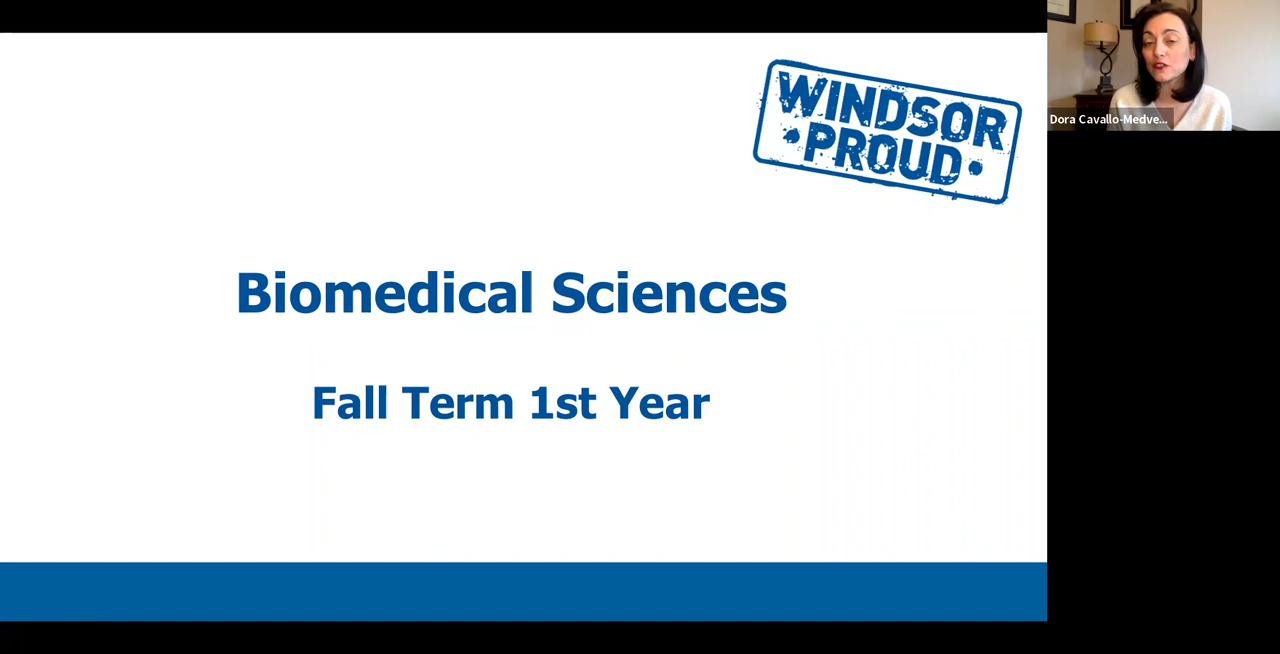 WINDSOR
•PROUD•
Dora Cavallo-Medve...
Biomedical Sciences
Fall Term 1st Year